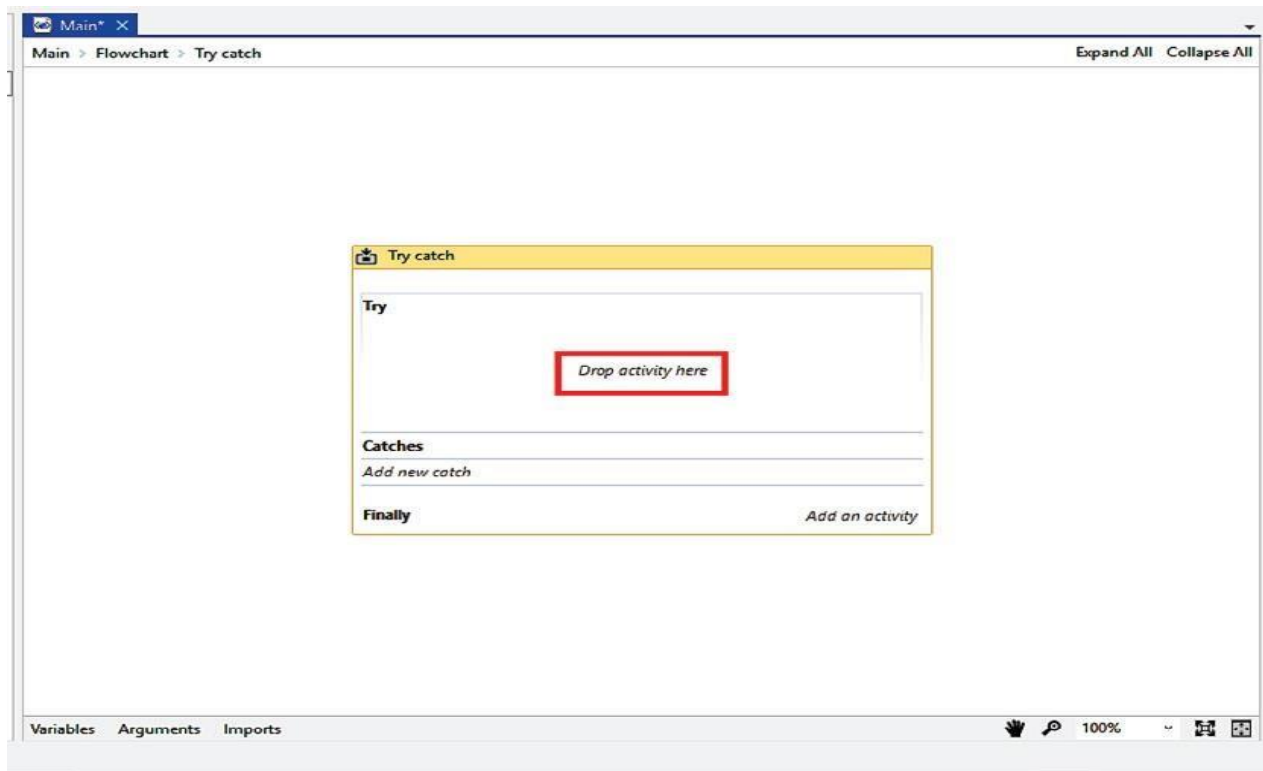 Main*
Main > Flowchart > Try catch Expand All Collapse All
Try catch
Try
Drop activity here
Catches
Add new catch
Finally Add an activity
Variables Arguments Imports 100%